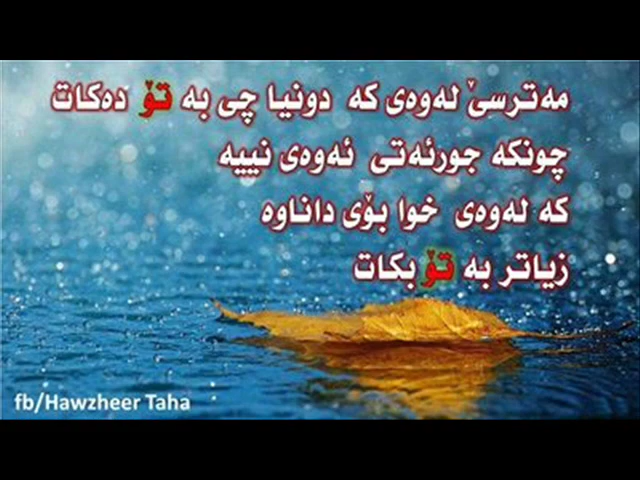 مەترسێ لەوەی کە دونیا چی بە تۆ دەکات
چونکە جورئەتی ئەوەی نییە
کە لەوەی خوا بۆی داناوە
زیاتر بە تۆ بکات
fb/Hawzheer Taha